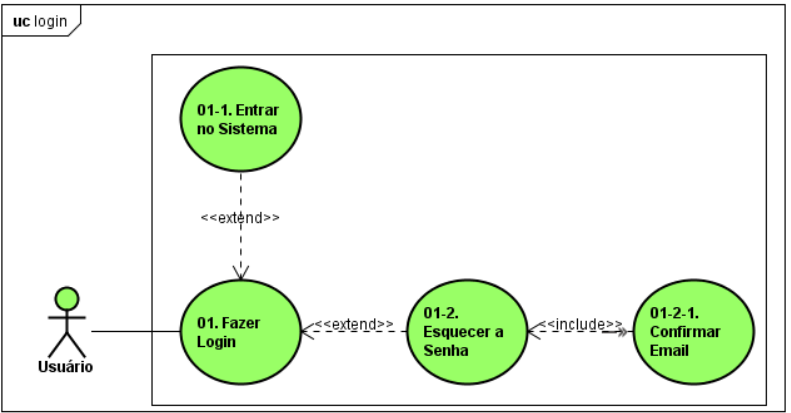 uc login
01-1. Entrar
no Sistema
<<extend>>
Usuário
01. Fazer
Login
<<extend>>
01-2.
Esquecer a
Senha
<<include>>
01-2-1.
Confirmar
Email